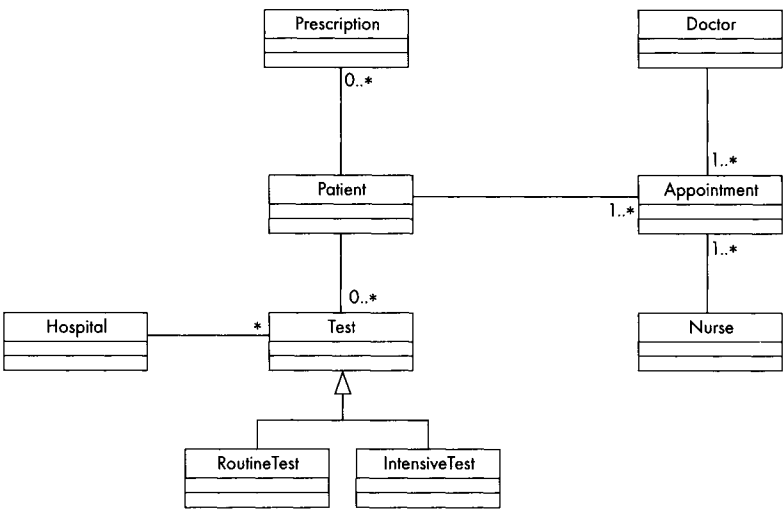 Prescription
Doctor
0..*
1..*
Patient
Appointment
1..*
1..*
0..*
Hospital
*
Test
Nurse
RoutineTest
IntensiveTest